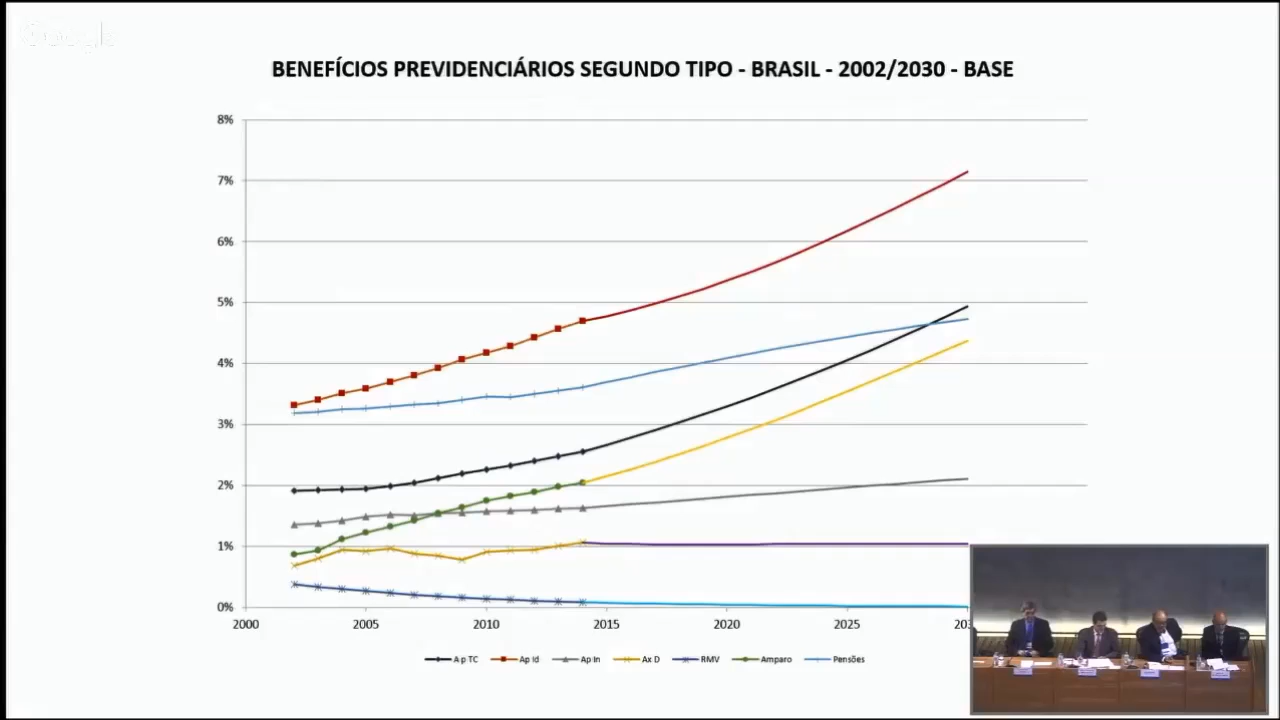 Google
BENEFÍCIOS PREVIDENCIÁRIOS SEGUNDO TIPO - BRASIL - 2002/2030 - BASE
8%
7%
6%
5%
4%
3%
2%
1%
0%
2000 2005 2010 2015 2020 2025
Ap TC Ap Id Ap In Ax D RMV Amparo Pensões